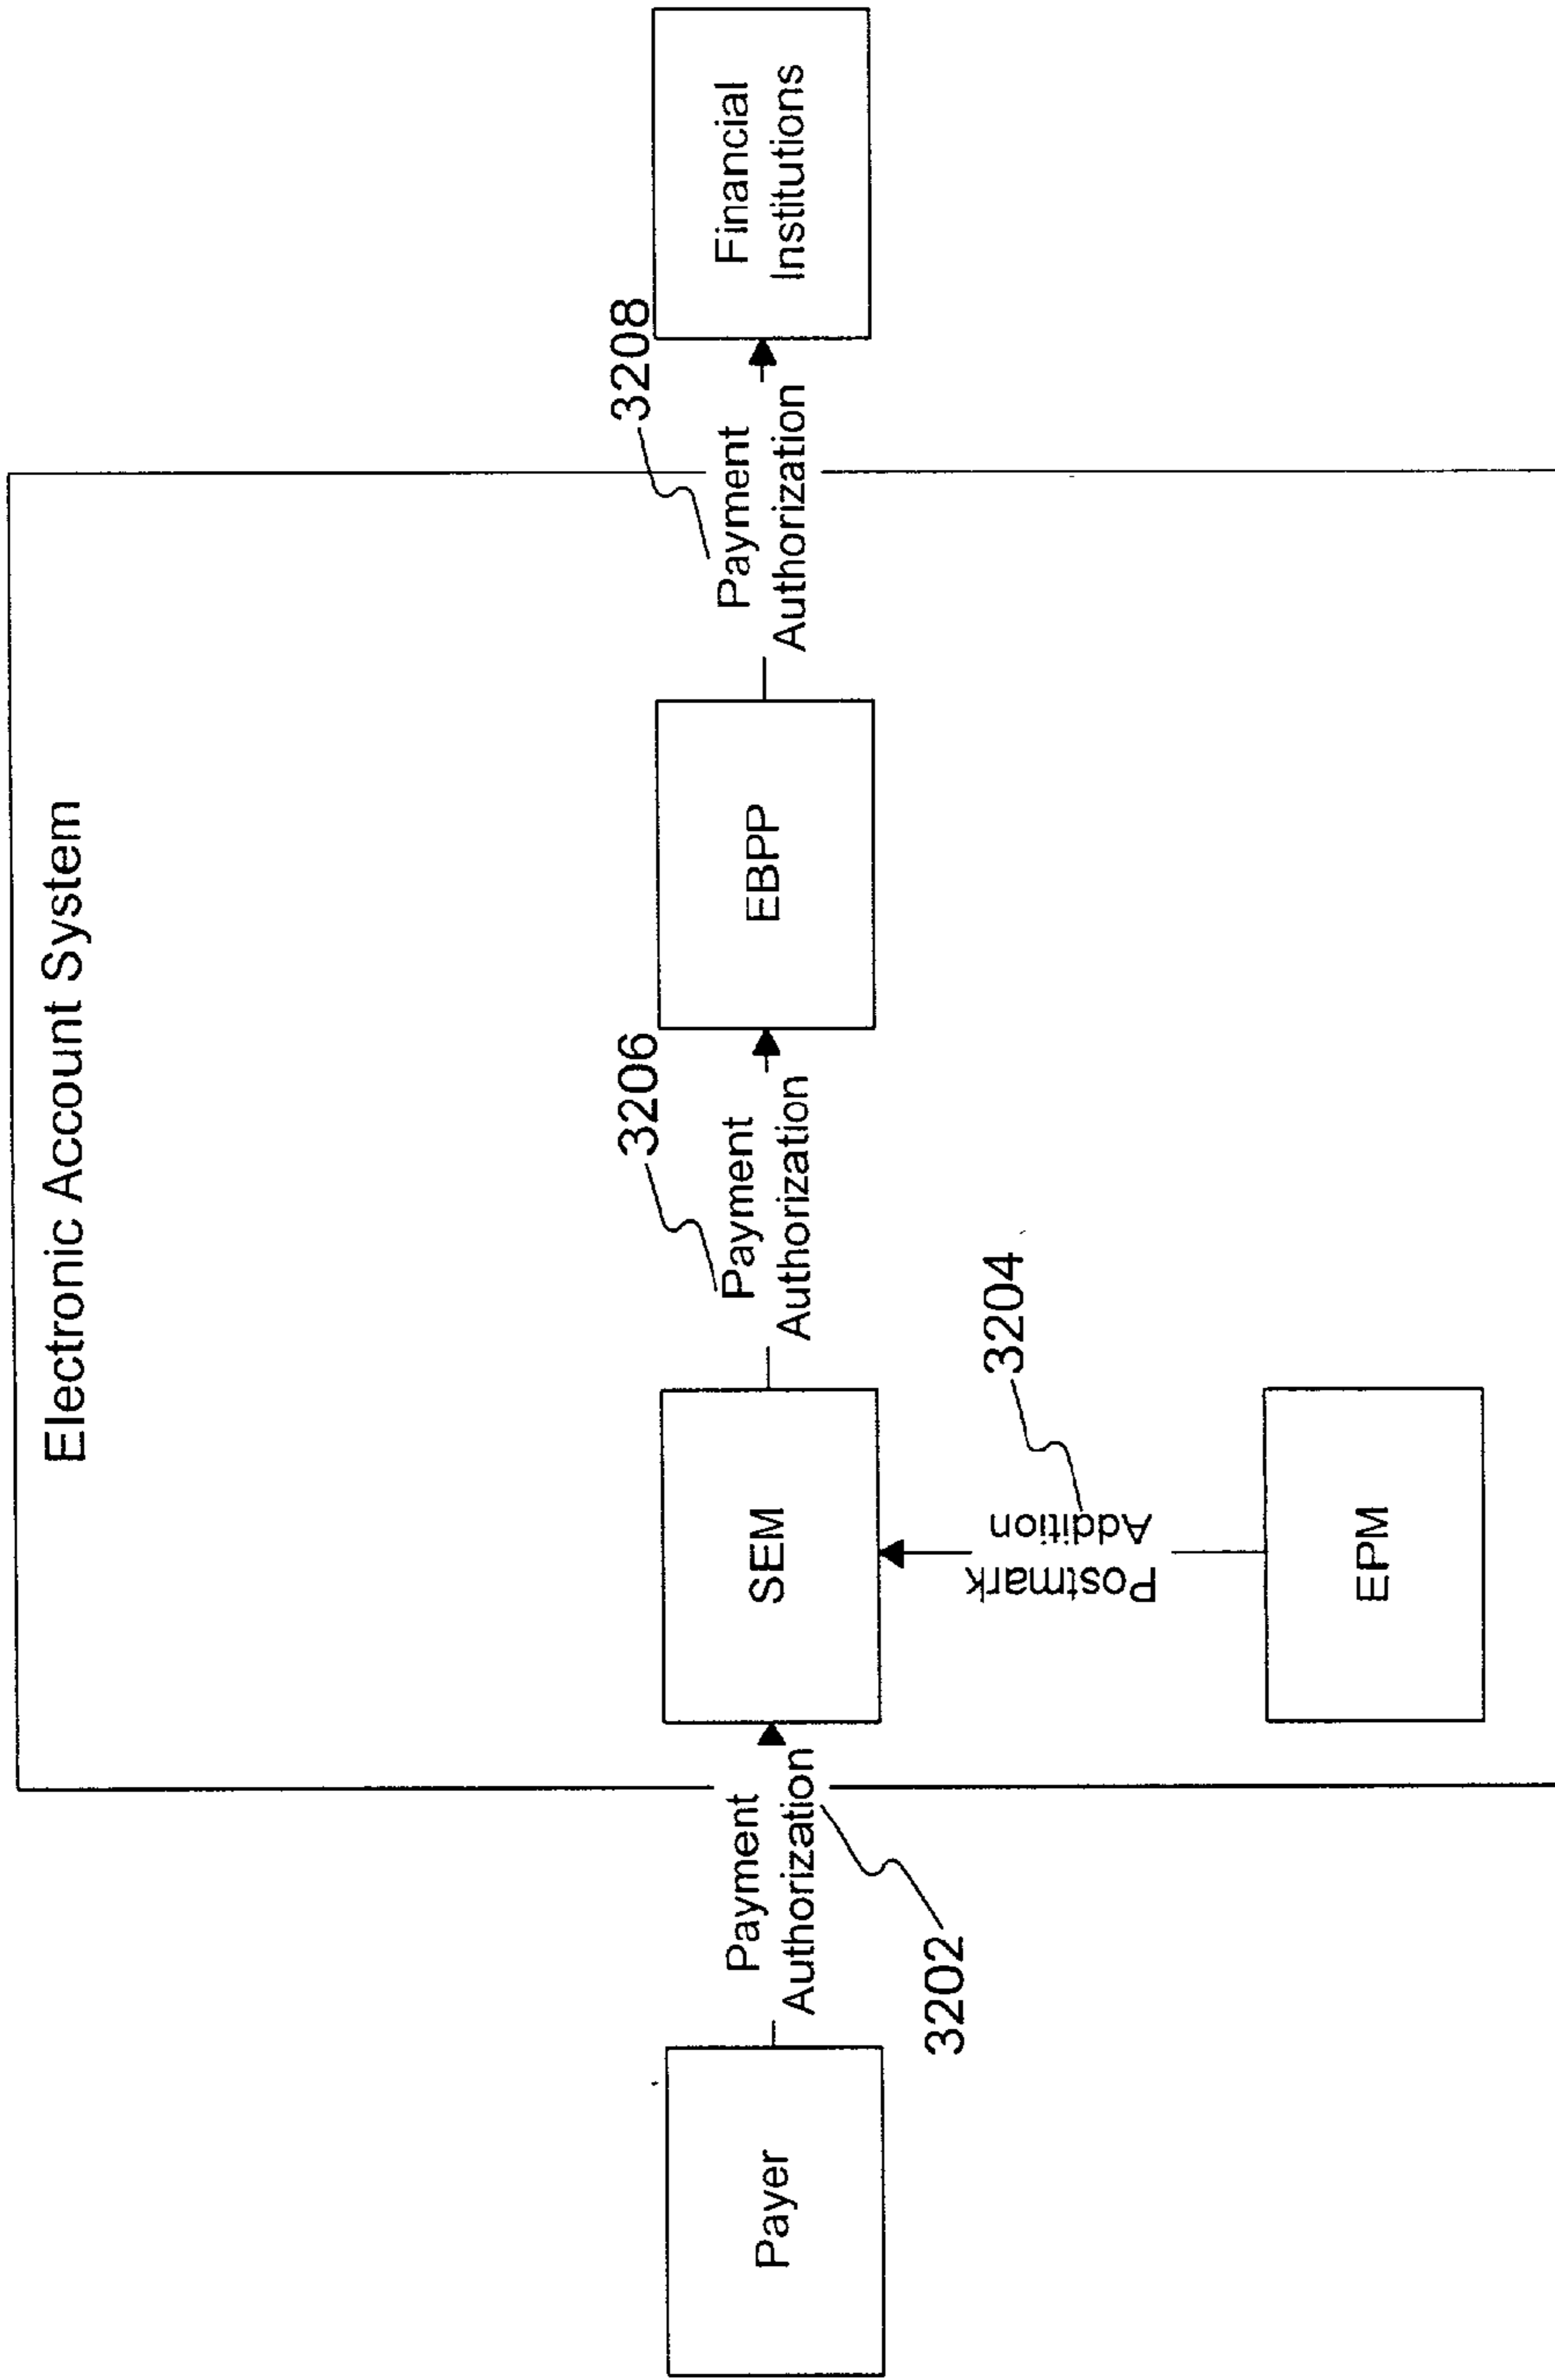 Electronic Account System
Payer
Payment
Authorization
3202
SEM
Postmark
Addition
3204
EPM
Payment
Authorization
3206
EBPP
Payment
Authorization
3208
Financial
Institutions